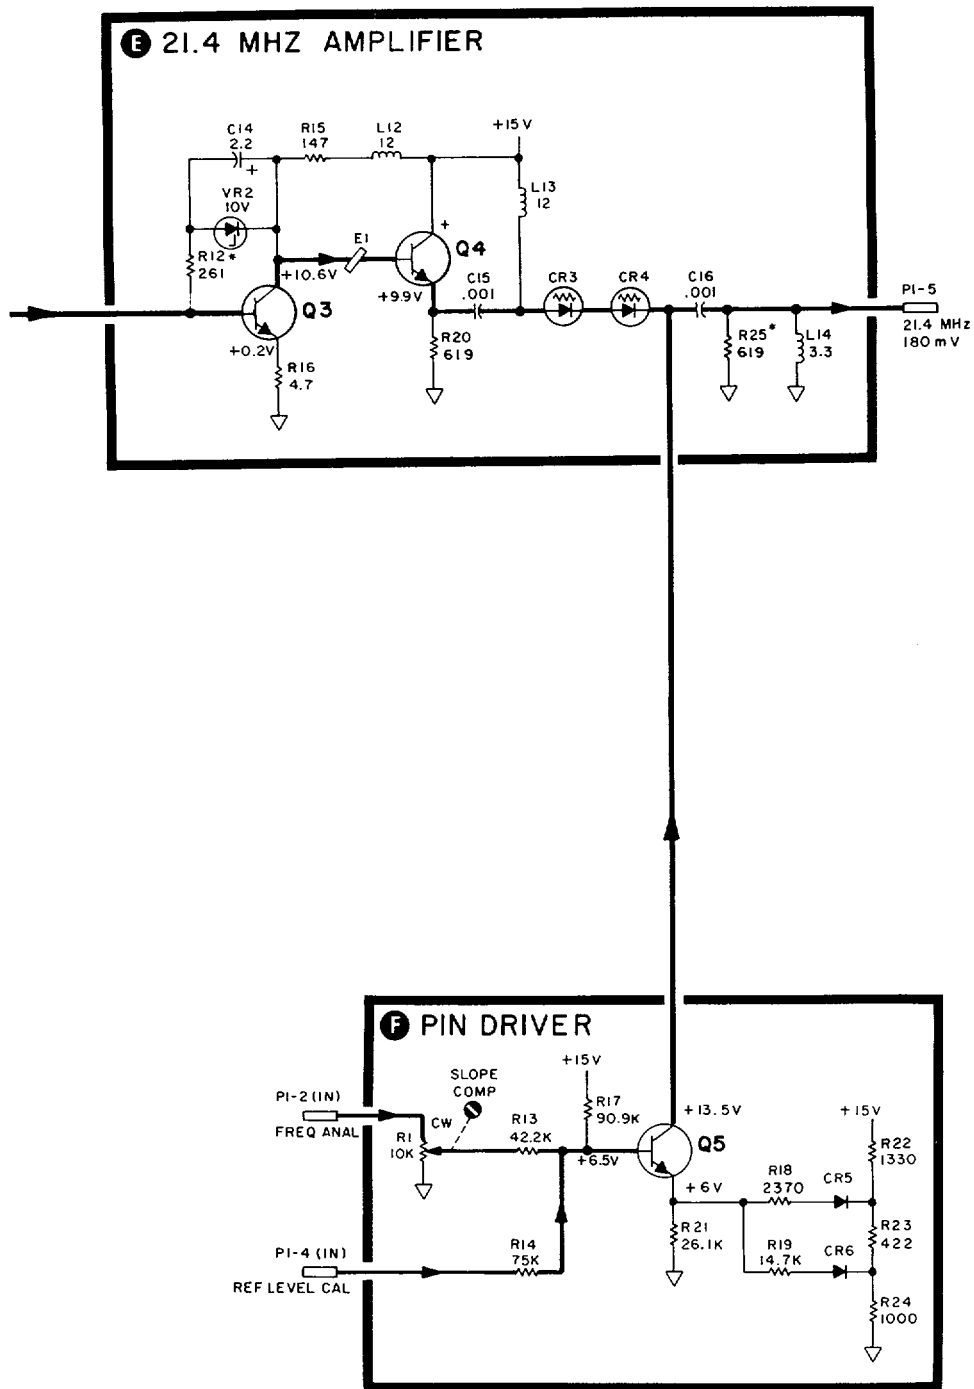 E 21.4 MHZ AMPLIFIER
C14
2.2
+
R15
147
L12
12
+15V
L13
12
VR2
10V
R12*
261
E1
+
Q4
+10.6V
Q3
+9.9V
C15
.001
CR3
CR4
C16
.001
P1-5
21.4 MHz
180mV
+0.2V
R16
4.7
R20
619
R25*
619
L14
3.3
F PIN DRIVER
+15V
SLOPE
COMP
P1-2(IN)
FREQ ANAL
CW
R1
10K
R13
42.2K
R17
90.9K
+6.5V
+13.5V
Q5
+15V
R22
1330
+6V
R18
2370
CR5
R21
26.1K
R23
422
R19
14.7K
CR6
P1-4(IN)
REF LEVEL CAL
R14
75K
R24
1000